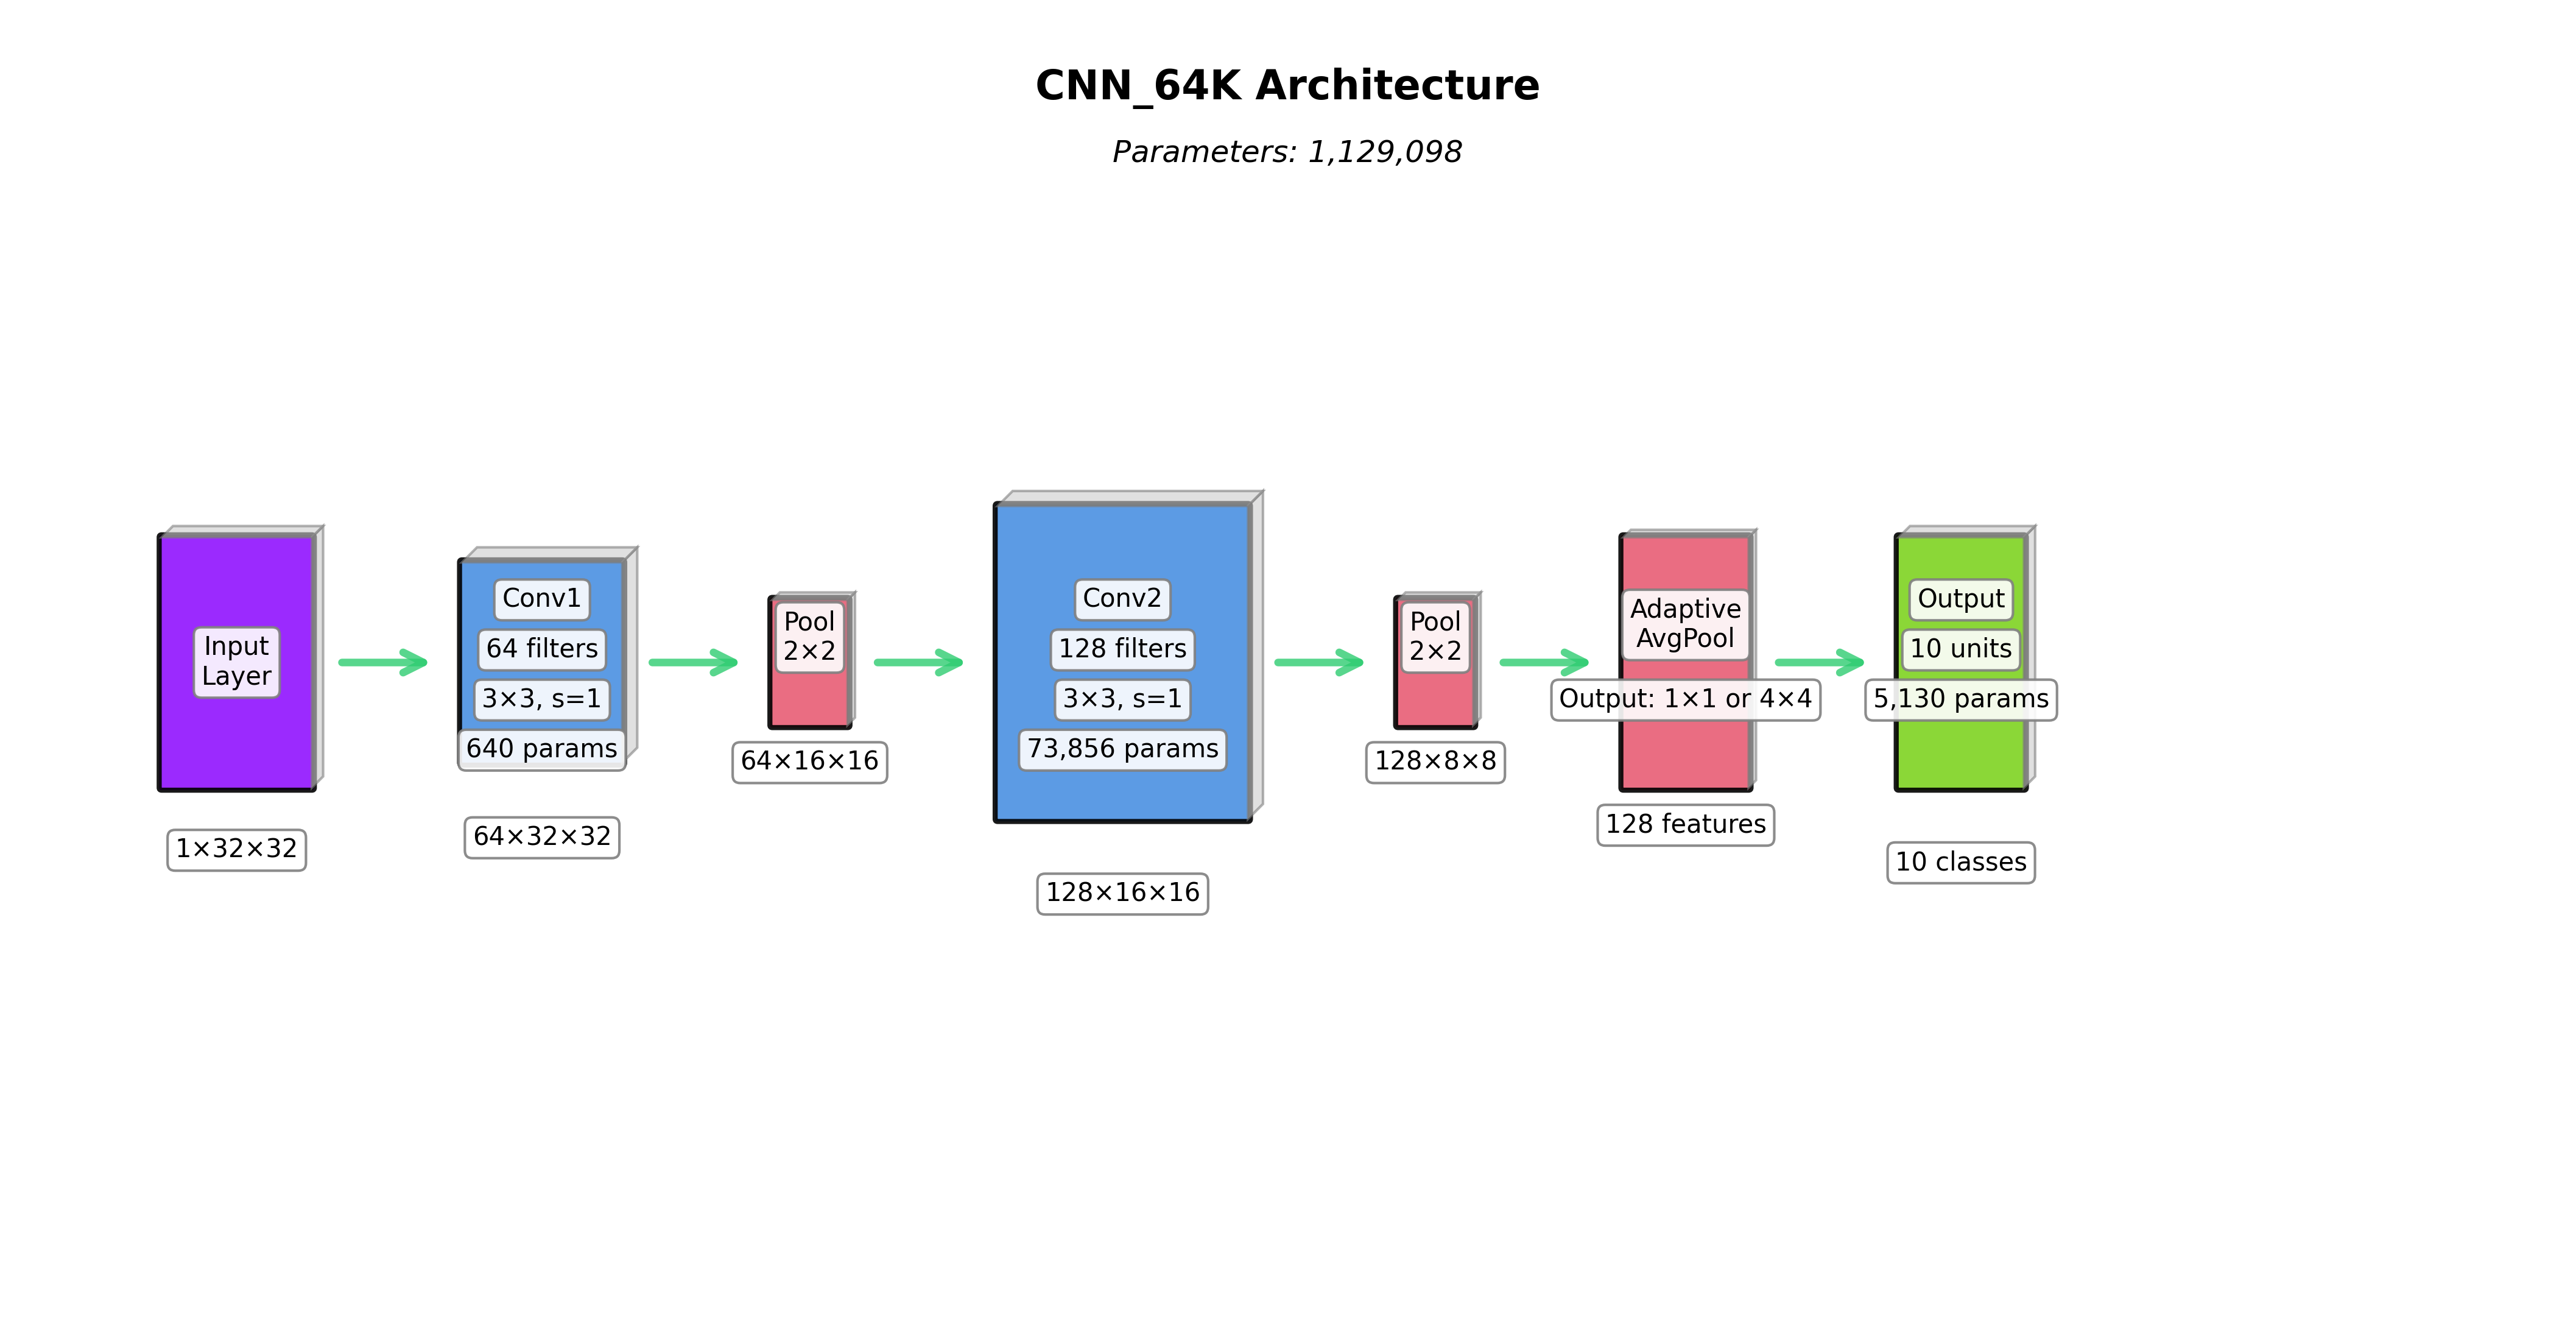 CNN_64K Architecture
Parameters: 1,129,098
Input
Layer
1×32×32
Conv1
64 filters
3×3, s=1
640 params
64×32×32
Pool
2×2
64×16×16
Conv2
128 filters
3×3, s=1
73,856 params
128×16×16
Pool
2×2
128×8×8
Adaptive
AvgPool
Output: 1×1 or 4×4
128 features
Output
10 units
5,130 params
10 classes